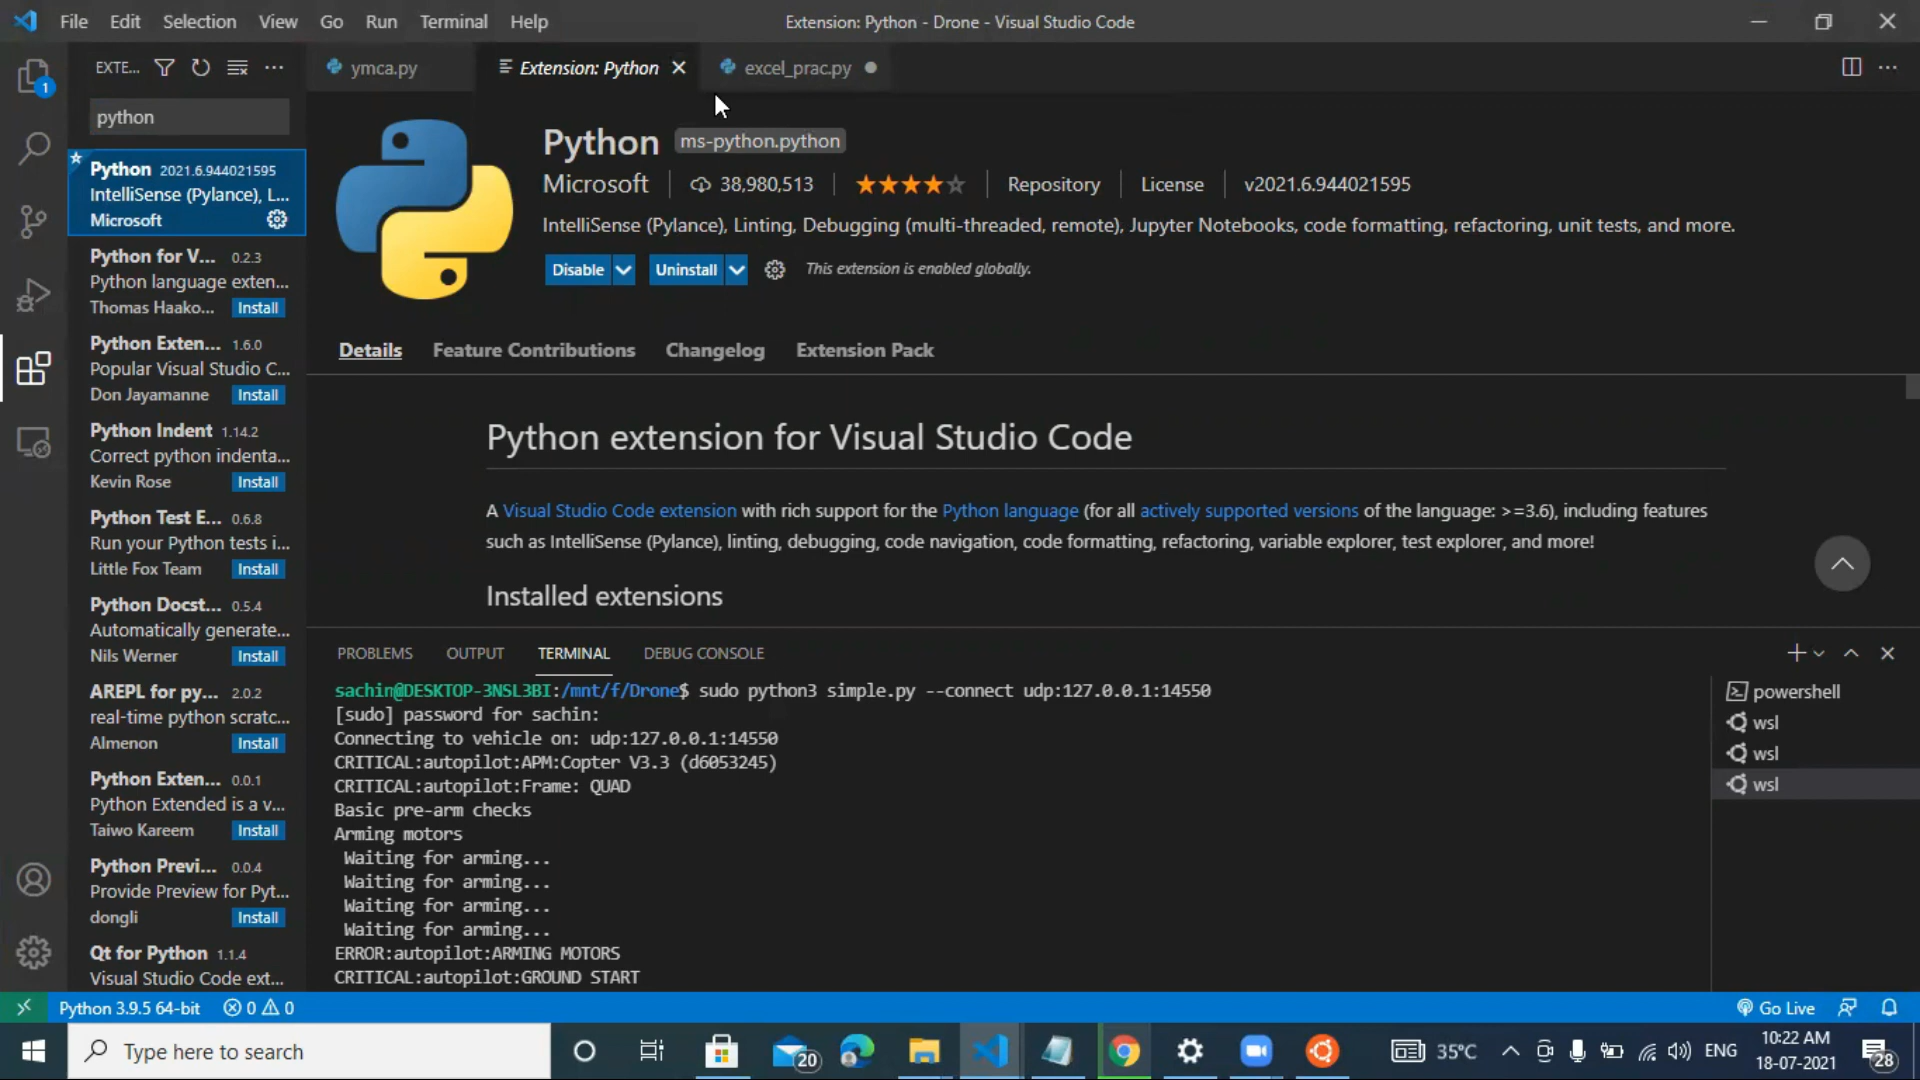 File Edit Selection View Go Run Terminal Help
Extension: Python - Drone - Visual Studio Code
EXTE...
ymca.py
Extension: Python
excel_prac.py
1
python
Python 2021.6.944021595
IntelliSense (Pylance), L...
Microsoft
Python for V... 0.2.3
Python language exten...
Thomas Haako... Install
Python Exten... 1.6.0
Popular Visual Studio C...
Don Jayamanne Install
Python Indent 1.14.2
Correct python indenta...
Kevin Rose Install
Python Test E... 0.6.8
Run your Python tests i...
Little Fox Team Install
Python Docst... 0.5.4
Automatically generate...
Nils Werner Install
AREPL for py... 2.0.2
real-time python scratc...
Almenon Install
Python Exten... 0.0.1
Python Extended is a v...
Taiwo Kareem Install
Python Previ... 0.0.4
Provide Preview for Pyt...
dongli Install
Qt for Python 1.1.4
Visual Studio Code ext...
Python ms-python.python
Microsoft 38,980,513 Repository License v2021.6.944021595
IntelliSense (Pylance), Linting, Debugging (multi-threaded, remote), Jupyter Notebooks, code formatting, refactoring, unit tests, and more.
Disable Uninstall This extension is enabled globally.
Details Feature Contributions Changelog Extension Pack
Python extension for Visual Studio Code
A Visual Studio Code extension with rich support for the Python language (for all actively supported versions of the language: >=3.6), including features
such as IntelliSense (Pylance), linting, debugging, code navigation, code formatting, refactoring, variable explorer, test explorer, and more!
Installed extensions
PROBLEMS OUTPUT TERMINAL DEBUG CONSOLE
sachin@DESKTOP-3NSL3BI:/mnt/f/Drone$ sudo python3 simple.py --connect udp:127.0.0.1:14550
[sudo] password for sachin:
Connecting to vehicle on: udp:127.0.0.1:14550
CRITICAL:autopilot:APM:Copter V3.3 (d6053245)
CRITICAL:autopilot:Frame: QUAD
Basic pre-arm checks
Arming motors
Waiting for arming...
Waiting for arming...
Waiting for arming...
Waiting for arming...
ERROR:autopilot:ARMING MOTORS
CRITICAL:autopilot:GROUND START
powershell
wsl
wsl
wsl
Python 3.9.5 64-bit 0 0
Go Live
Type here to search
20
35°C
ENG
10:22 AM
18-07-2021
28